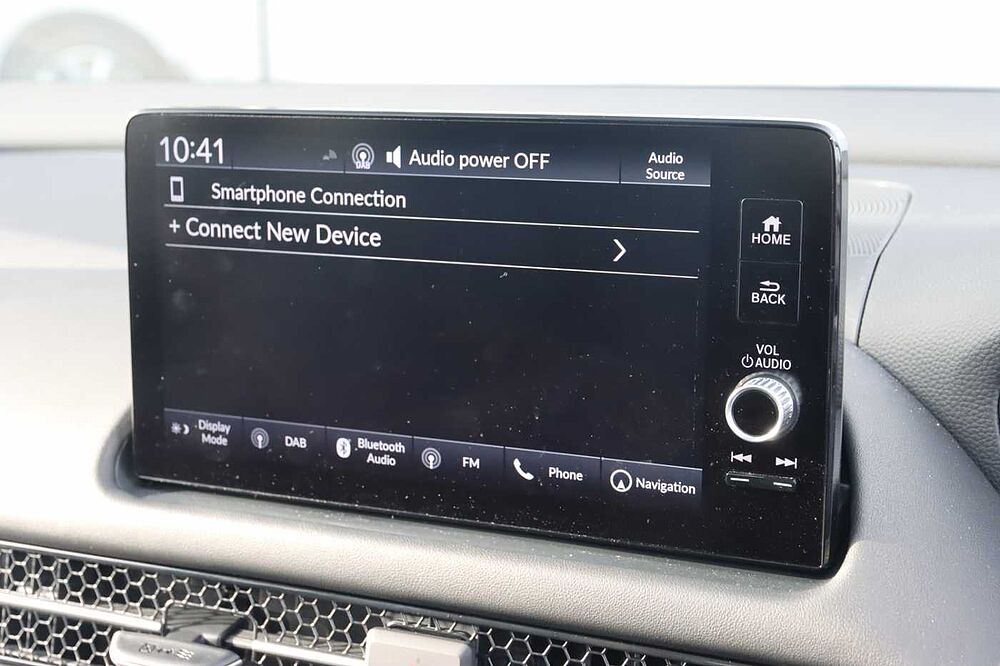 10:41
DAB
Audio power OFF
Audio
Source
Smartphone Connection
+ Connect New Device
HOME
BACK
VOL
AUDIO
Display
Mode
DAB
Bluetooth
Audio
FM
Phone
Navigation